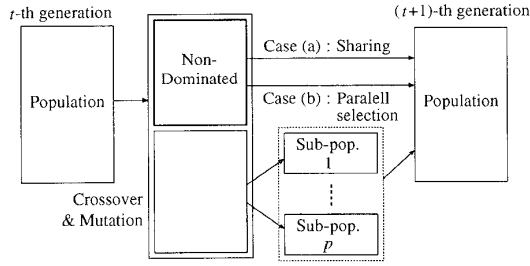 t-th generation
(t+1)-th generation
Population
Non-
Dominated
Case (a) : Sharing
Case (b) : Paralell
selection
Population
Crossover
& Mutation
Sub-pop.
1
Sub-pop.
p